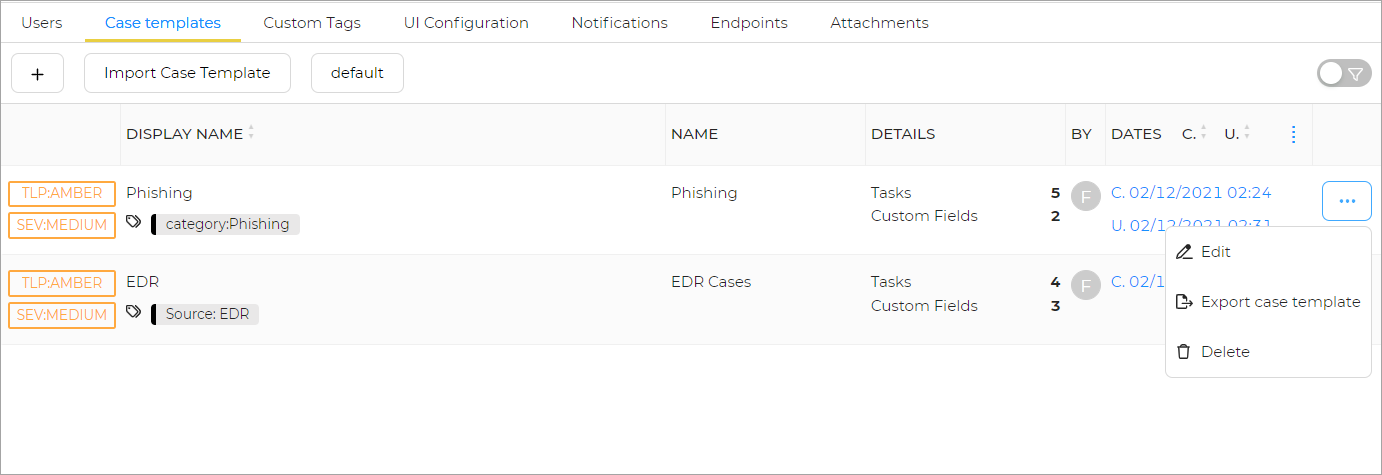 Users Case templates Custom Tags UI Configuration Notifications Endpoints Attachments
+ Import Case Template default
DISPLAY NAME NAME DETAILS BY DATES C. U.
TLP:AMBER Phishing Phishing Tasks 5 F C. 02/12/2021 02:24
SEV:MEDIUM category:Phishing Custom Fields 2 U. 02/12/2021 02:31
Edit
TLP:AMBER EDR EDR Cases Tasks 4 F C. 02/1
SEV:MEDIUM Source: EDR Custom Fields 3 Export case template
Delete